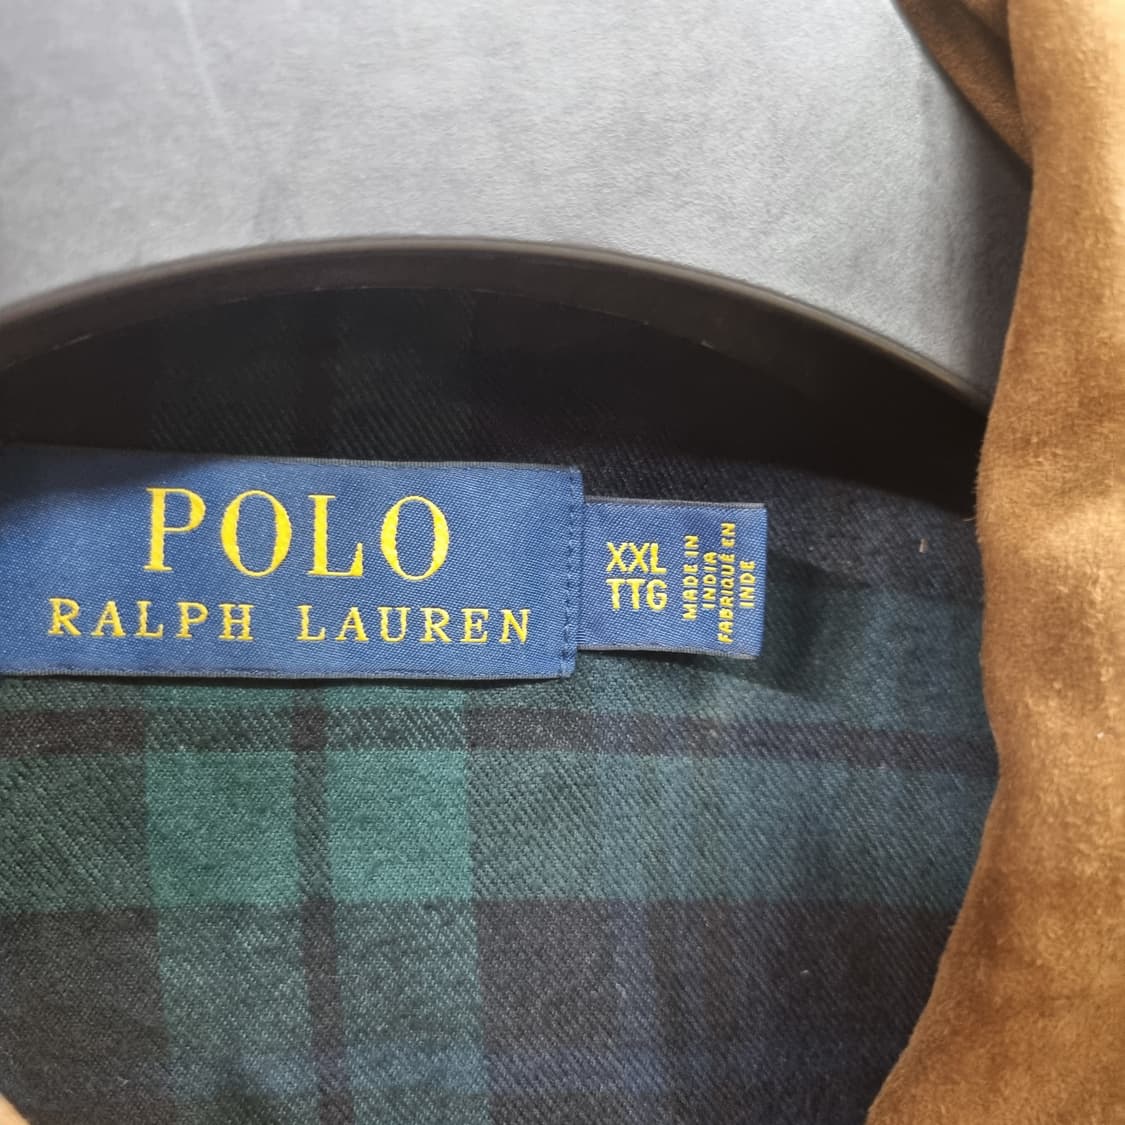 POLO
RALPH LAUREN
XXL
TTG
MADE IN
INDIA
FABRIQUÉ EN
INDE